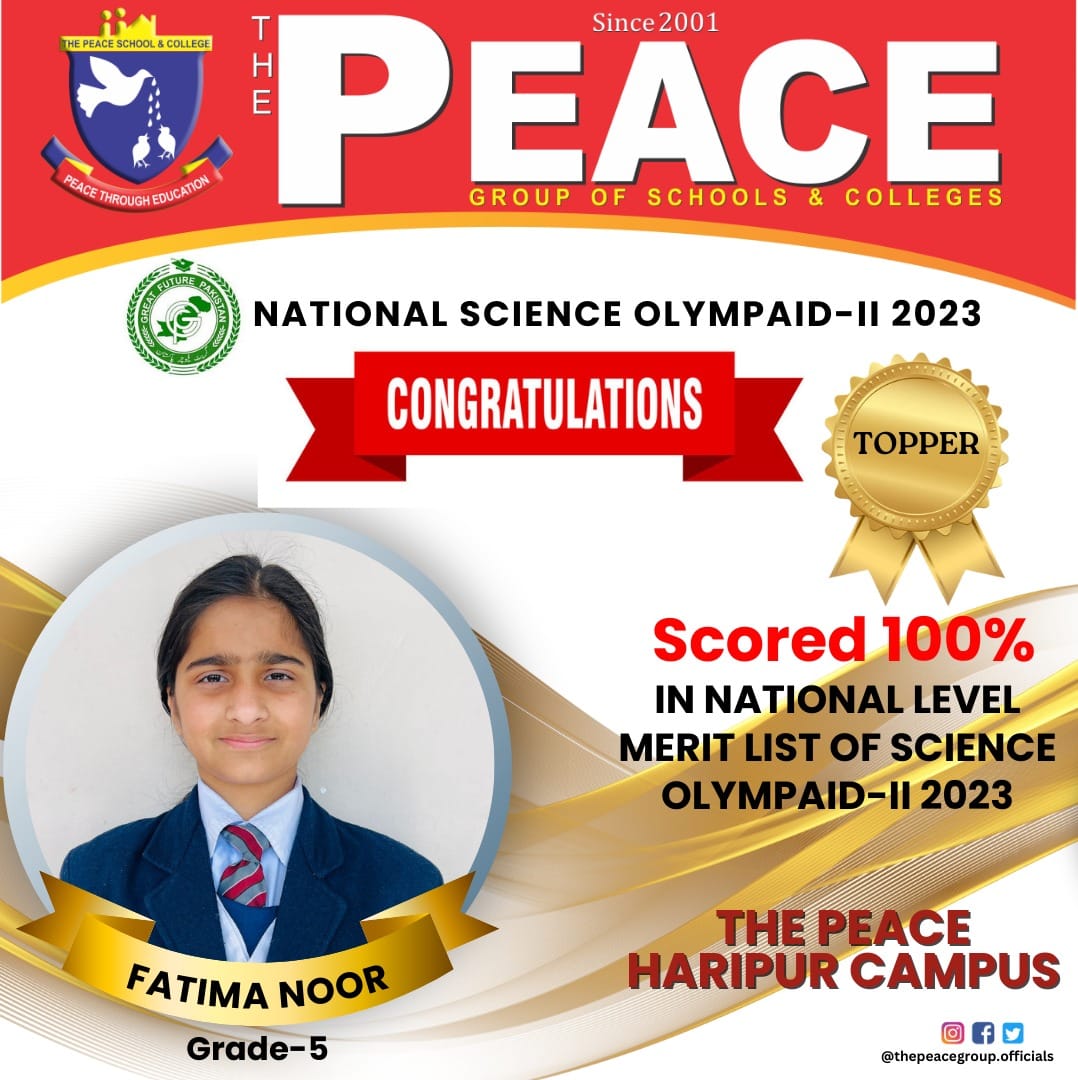 THE PEACE SCHOOL & COLLEGE
PEACE THROUGH EDUCATION
THE
Since 2001
PEACE
GROUP OF SCHOOLS & COLLEGES
GREAT FUTURE PAKISTAN
NATIONAL SCIENCE OLYMPAID-II 2023
CONGRATULATIONS
TOPPER
Scored 100%
IN NATIONAL LEVEL
MERIT LIST OF SCIENCE
OLYMPAID-II 2023
THE PEACE
HARIPUR CAMPUS
FATIMA NOOR
Grade-5
@thepeacegroup.officials